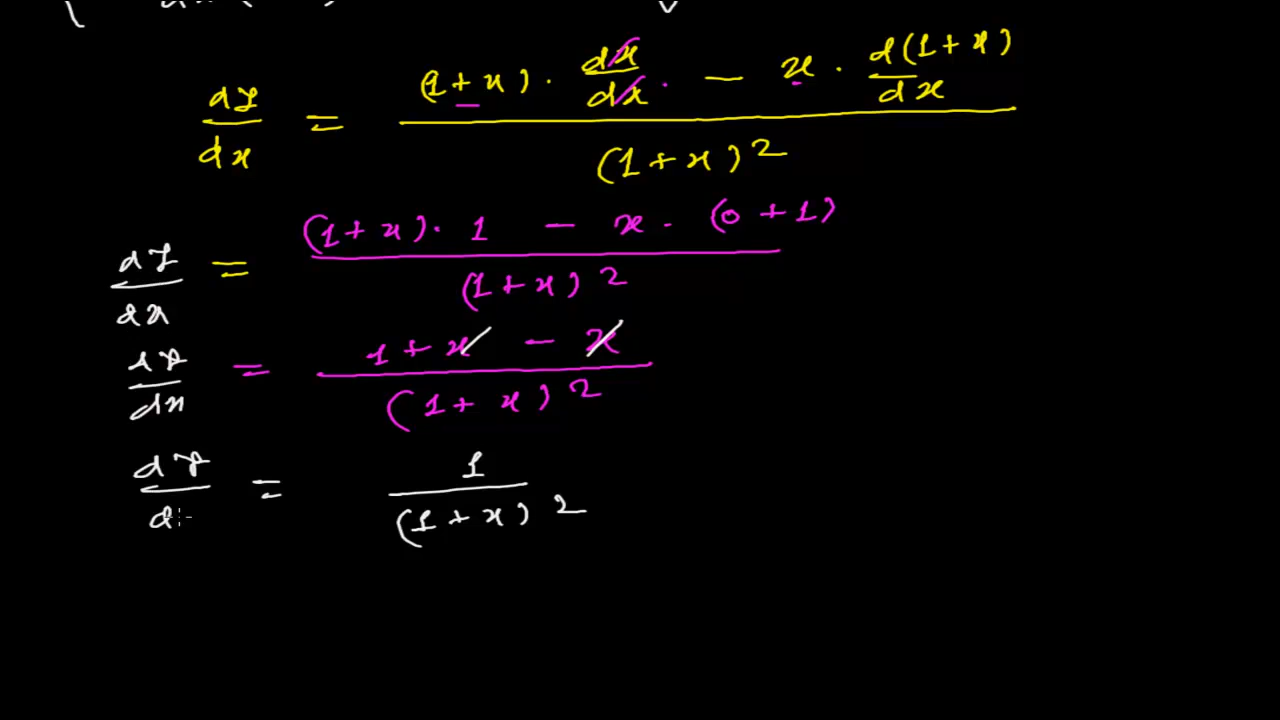 dy/dx = ((1+x) · dx/dx · − x · d(1+x)/dx) / (1+x)2
dy/dx = ((1+x) · 1 − x · (0+1)) / (1+x)2
dy/dx = (1+x − x) / (1+x)2
dy/d = 1 / (1+x)2